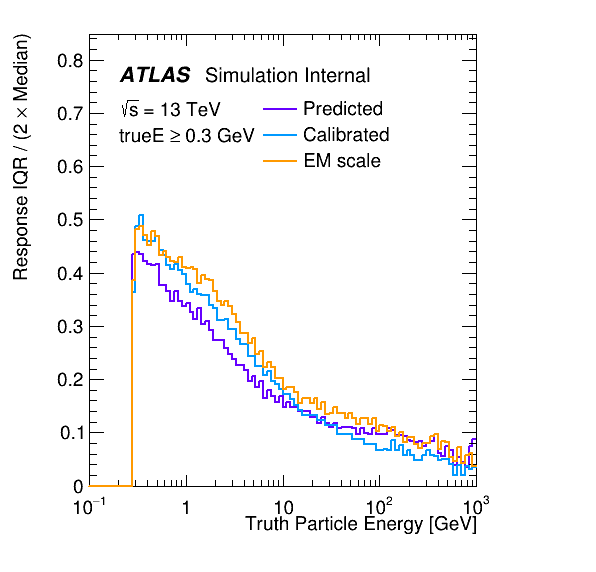 Response IQR / (2 × Median)
0.8
0.7
0.6
0.5
0.4
0.3
0.2
0.1
0
ATLAS Simulation Internal
√s = 13 TeV
trueE ≥ 0.3 GeV
Predicted
Calibrated
EM scale
10⁻¹ 1 10 10² 10³
Truth Particle Energy [GeV]